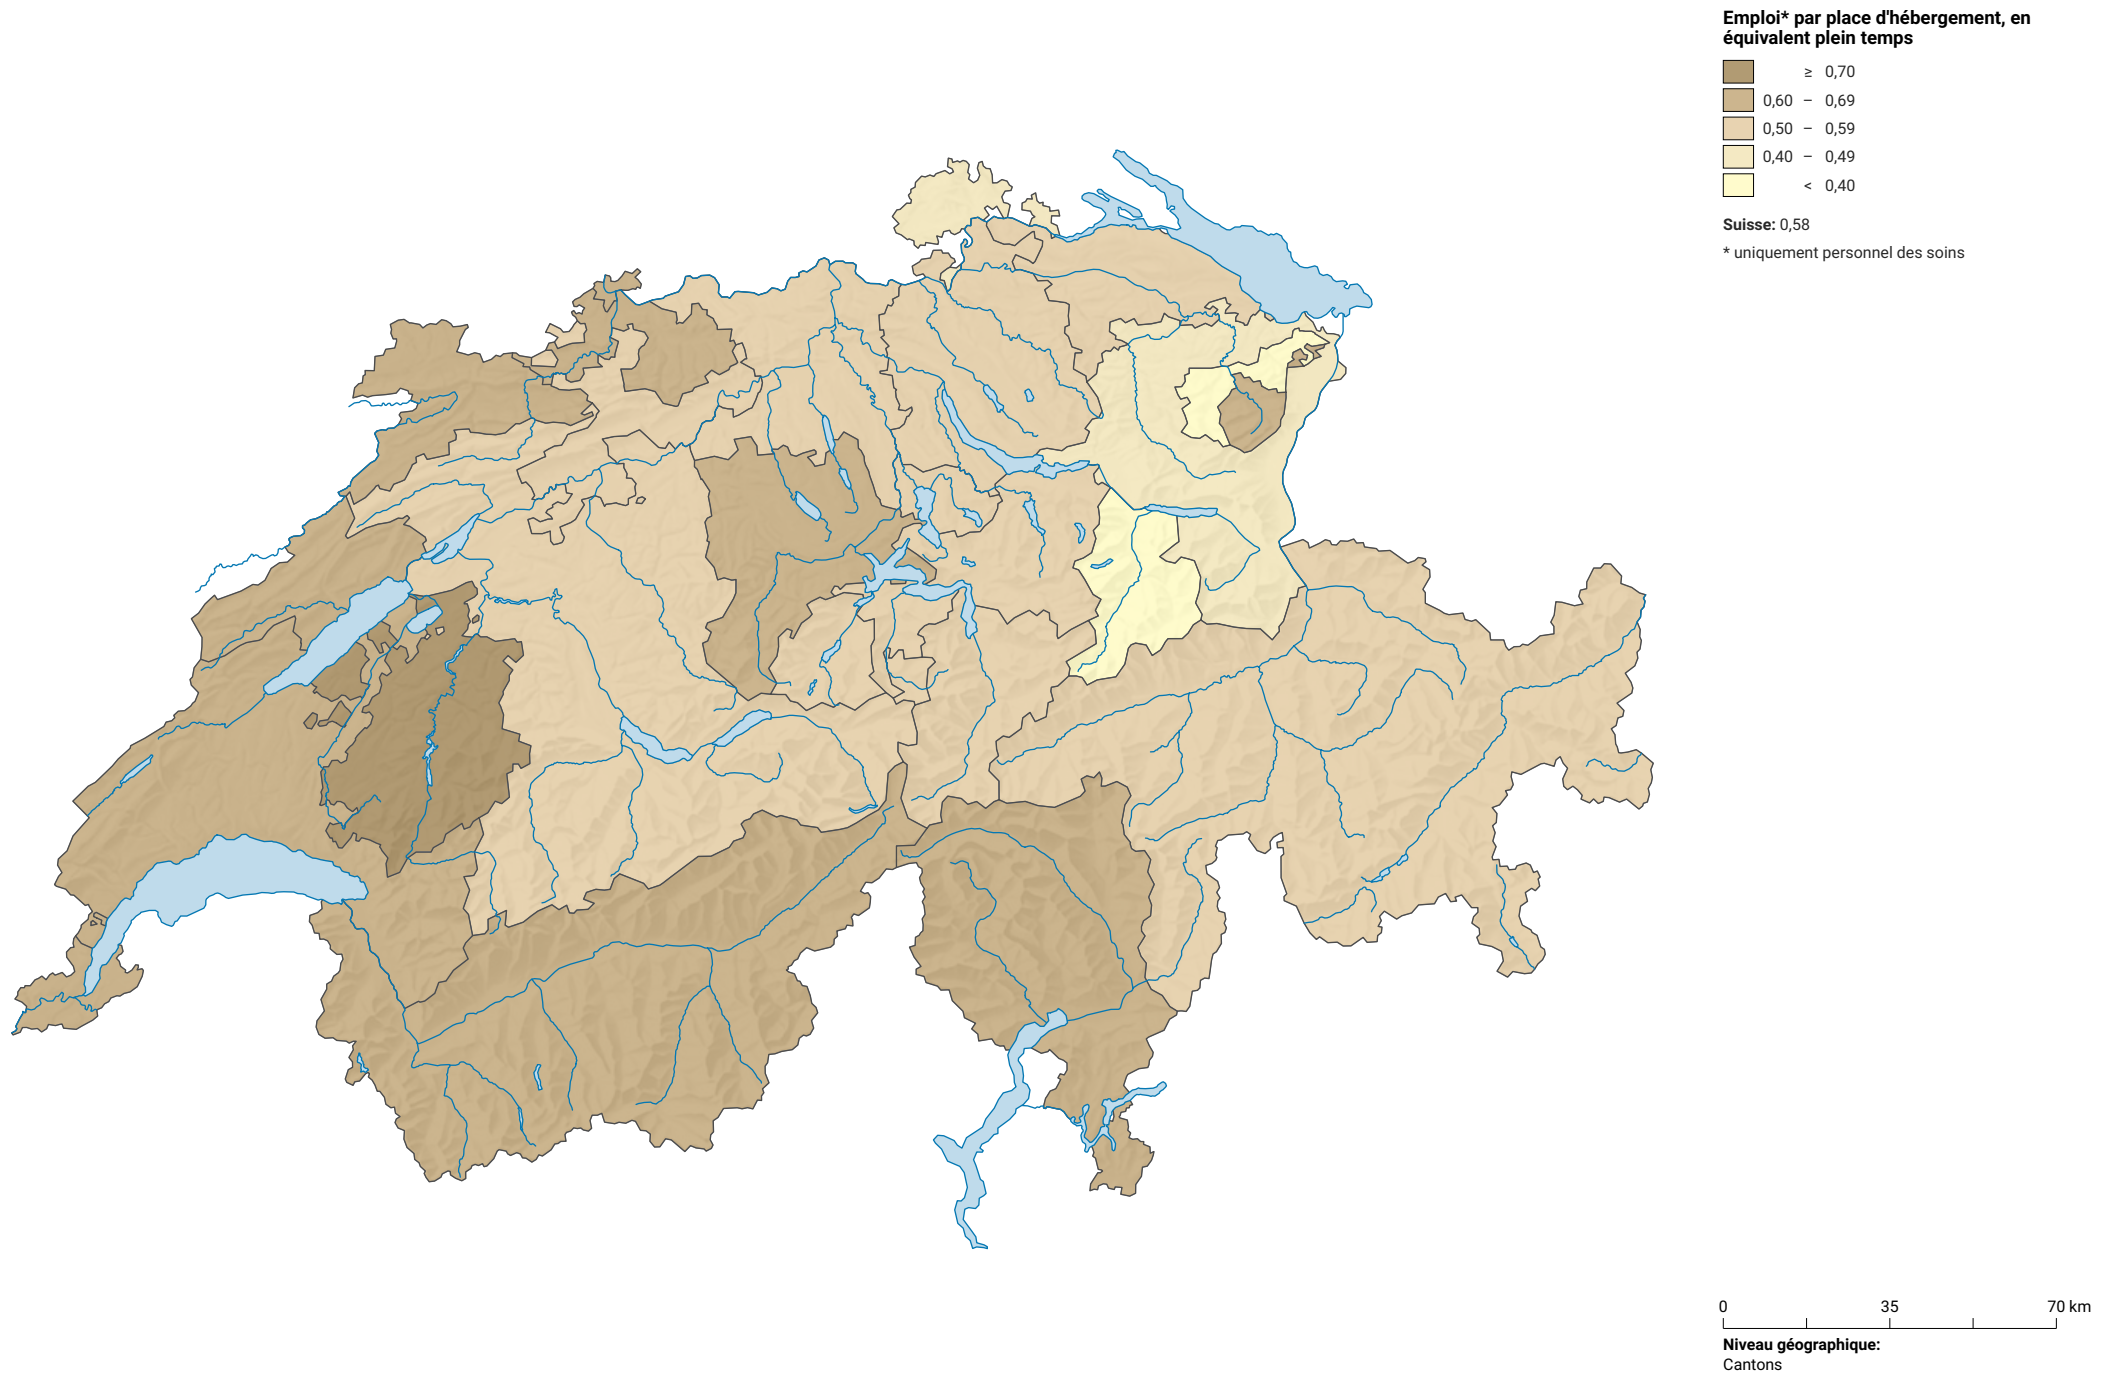 Emploi* par place d'hébergement, en
équivalent plein temps
≥ 0,70
0,60 – 0,69
0,50 – 0,59
0,40 – 0,49
< 0,40
Suisse: 0,58
* uniquement personnel des soins
0 35 70 km
Niveau géographique:
Cantons